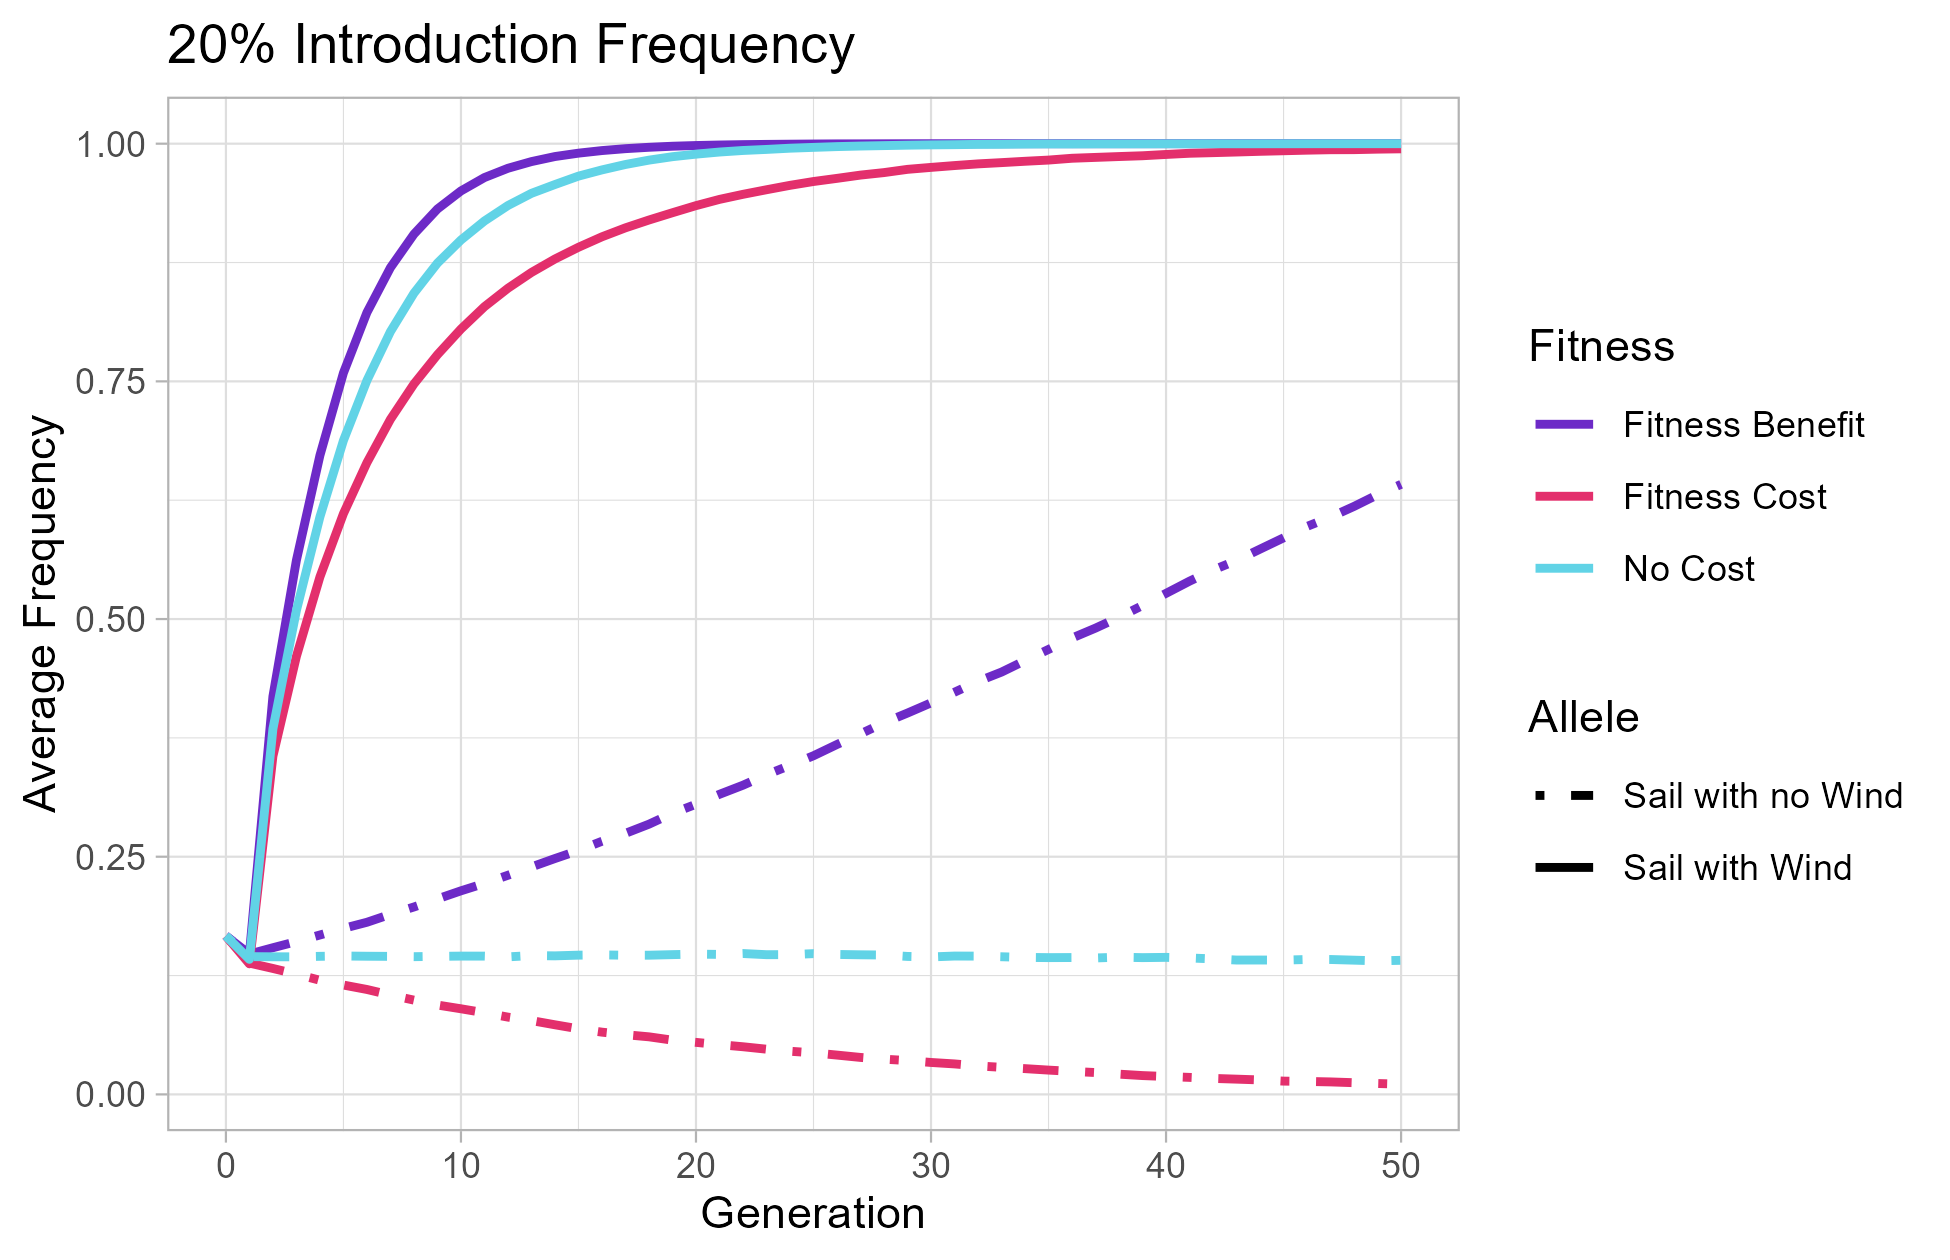 20% Introduction Frequency
1.00
0.75
0.50
0.25
0.00
Average Frequency
0 10 20 30 40 50
Generation
Fitness
Fitness Benefit
Fitness Cost
No Cost
Allele
Sail with no Wind
Sail with Wind